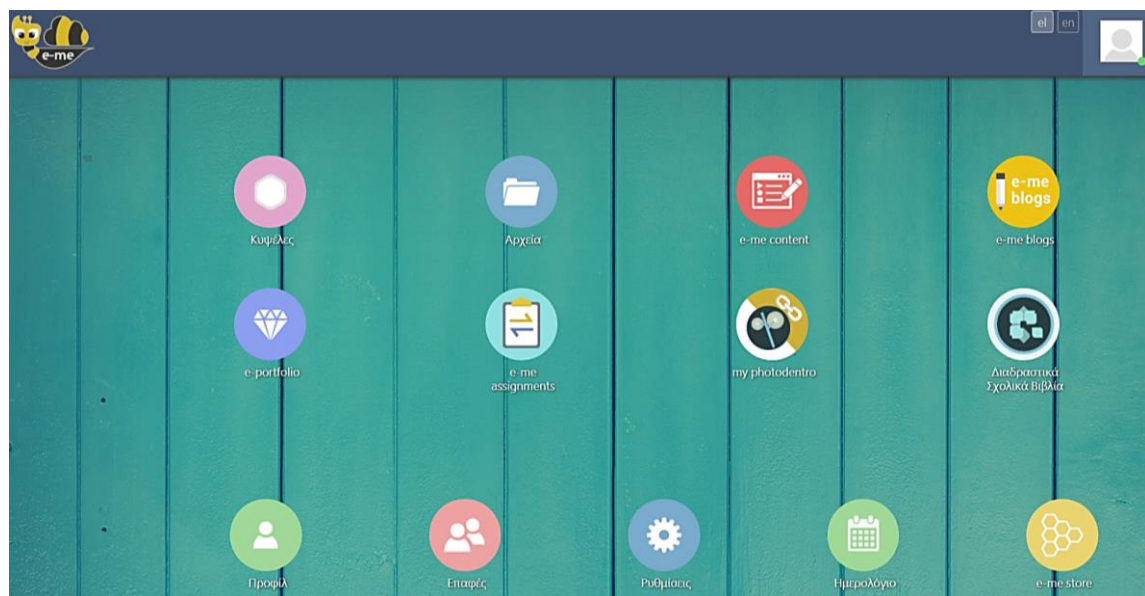 e-me
el en
Κυψέλες
Αρχεία
e-me content
e-me
blogs
e-me blogs
e-portfolio
e-me
assignments
my photodentro
Διαδραστικά
Σχολικά Βιβλία
Προφίλ
Επαφές
Ρυθμίσεις
Ημερολόγιο
e-me store